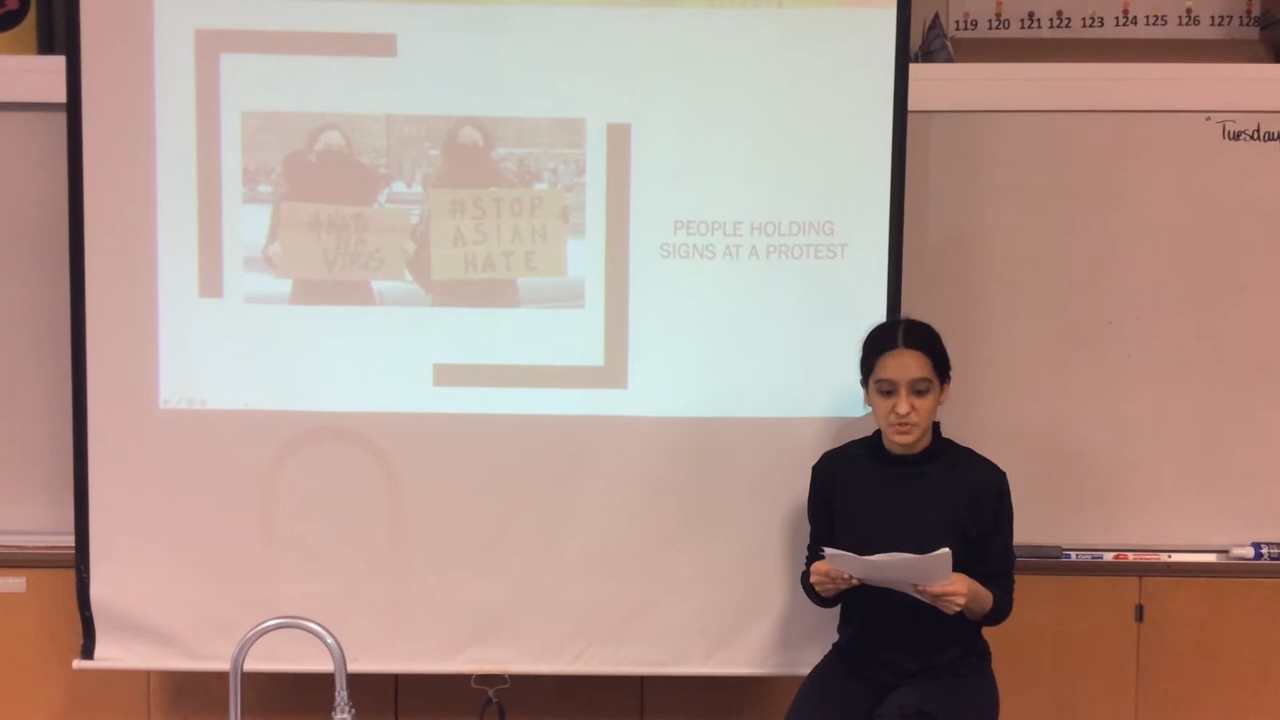 119 120 121 122 123 124 125 126 127 128
"Tuesday
#HATE
IS A
VIRUS
#STOP
ASIAN
HATE
PEOPLE HOLDING
SIGNS AT A PROTEST